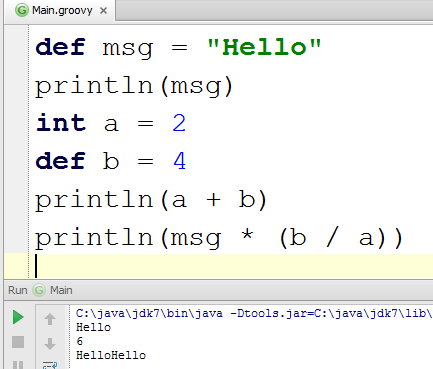 Main.groovy ×
def msg = "Hello"
println(msg)
int a = 2
def b = 4
println(a + b)
println(msg * (b / a))
Run Main
C:\java\jdk7\bin\java -Dtools.jar=C:\java\jdk7\lib\
Hello
6
HelloHello